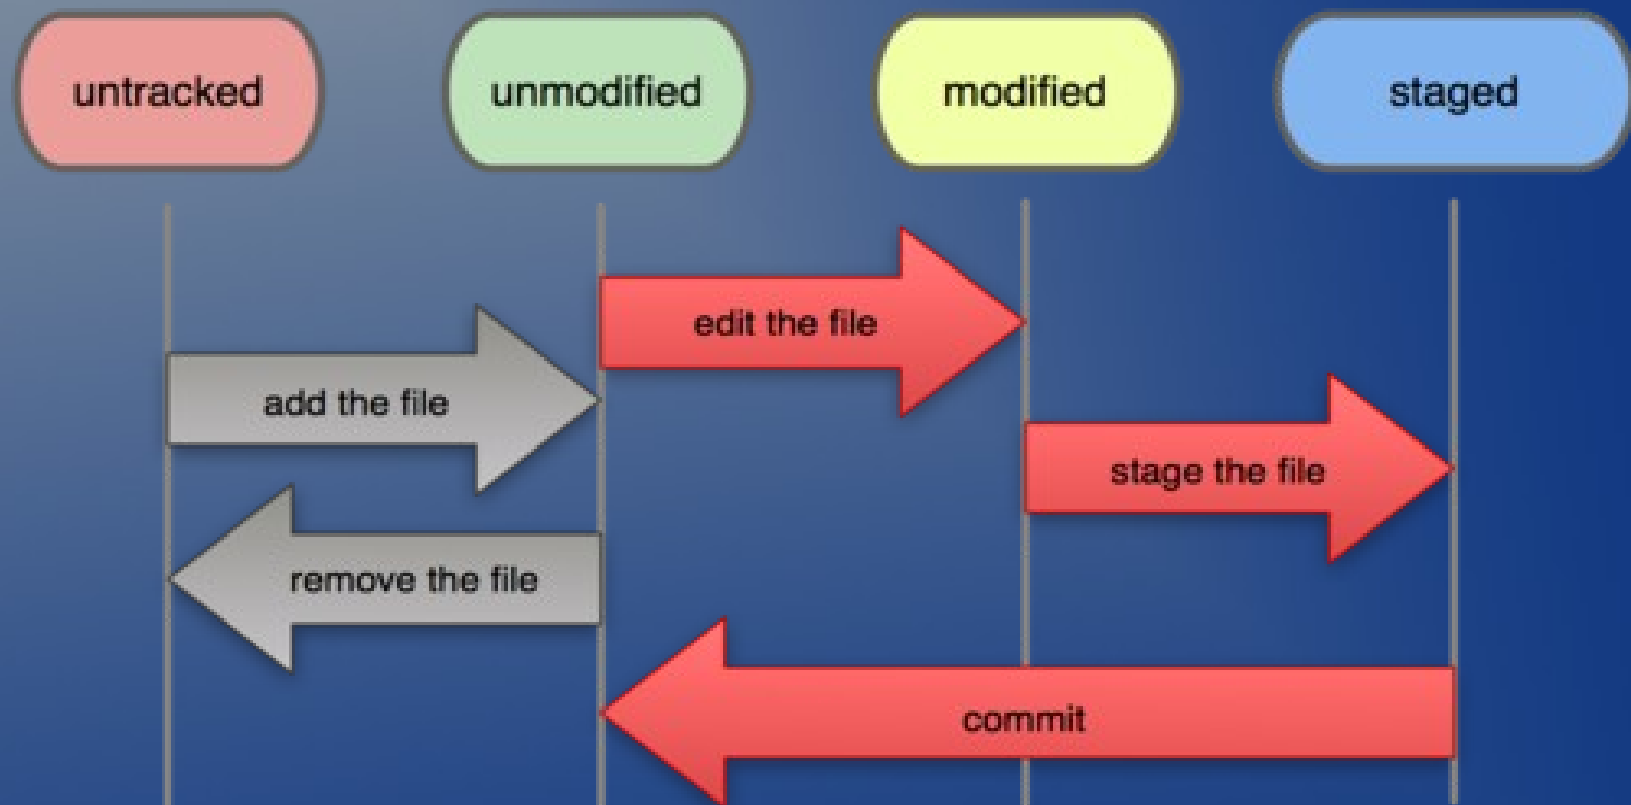 untracked
unmodified
modified
staged
edit the file
add the file
stage the file
remove the file
commit